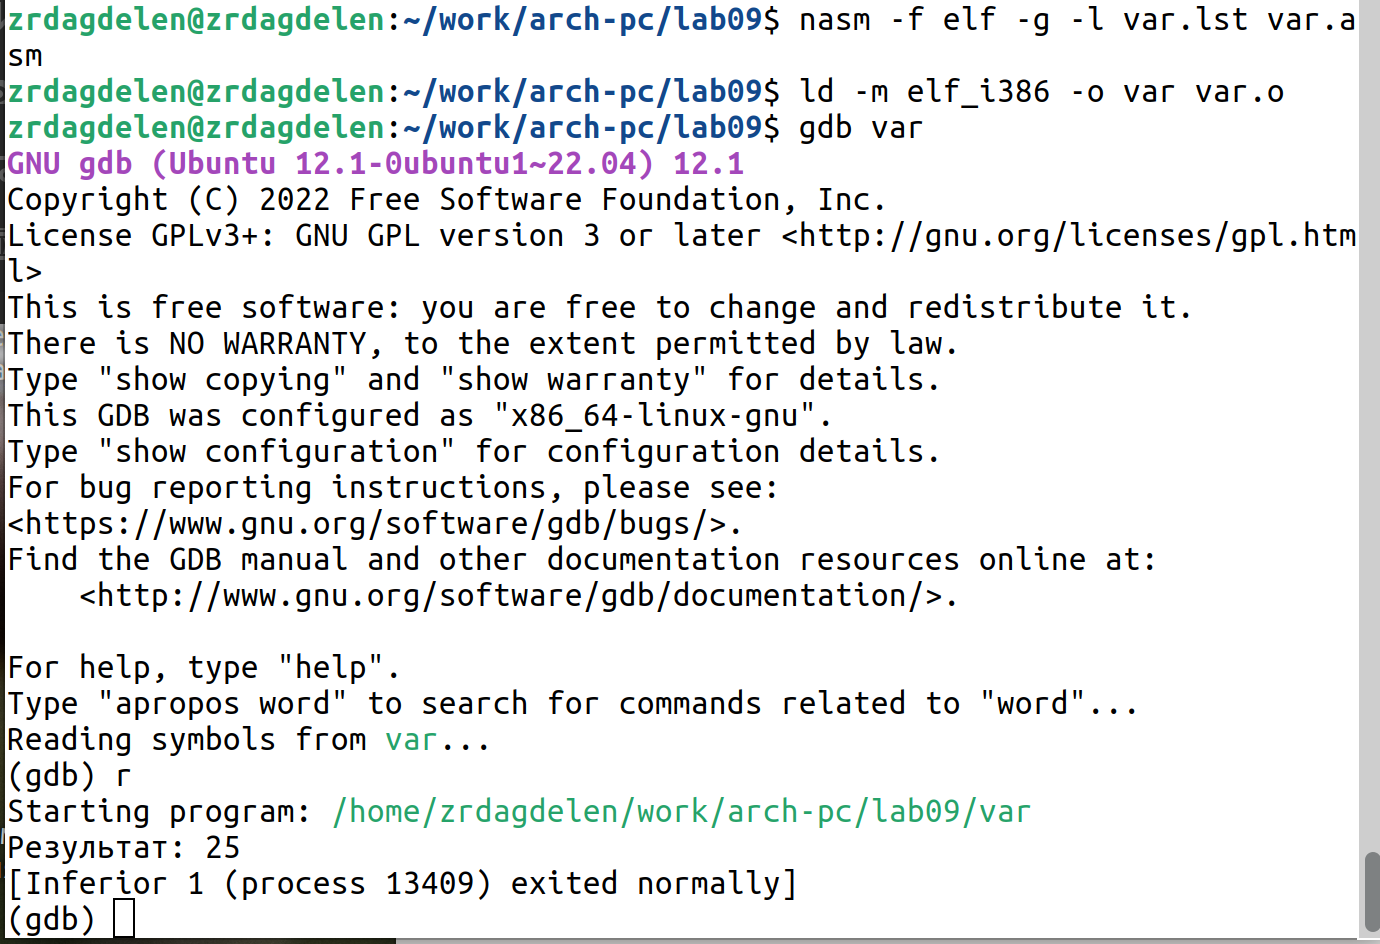 zrdagdelen@zrdagdelen:~/work/arch-pc/lab09$ nasm -f elf -g -l var.lst var.a
sm
zrdagdelen@zrdagdelen:~/work/arch-pc/lab09$ ld -m elf_i386 -o var var.o
zrdagdelen@zrdagdelen:~/work/arch-pc/lab09$ gdb var
GNU gdb (Ubuntu 12.1-0ubuntu1~22.04) 12.1
Copyright (C) 2022 Free Software Foundation, Inc.
License GPLv3+: GNU GPL version 3 or later <http://gnu.org/licenses/gpl.htm
l>
This is free software: you are free to change and redistribute it.
There is NO WARRANTY, to the extent permitted by law.
Type "show copying" and "show warranty" for details.
This GDB was configured as "x86_64-linux-gnu".
Type "show configuration" for configuration details.
For bug reporting instructions, please see:
<https://www.gnu.org/software/gdb/bugs/>.
Find the GDB manual and other documentation resources online at:
    <http://www.gnu.org/software/gdb/documentation/>.

For help, type "help".
Type "apropos word" to search for commands related to "word"...
Reading symbols from var...
(gdb) r
Starting program: /home/zrdagdelen/work/arch-pc/lab09/var
Результат: 25
[Inferior 1 (process 13409) exited normally]
(gdb)